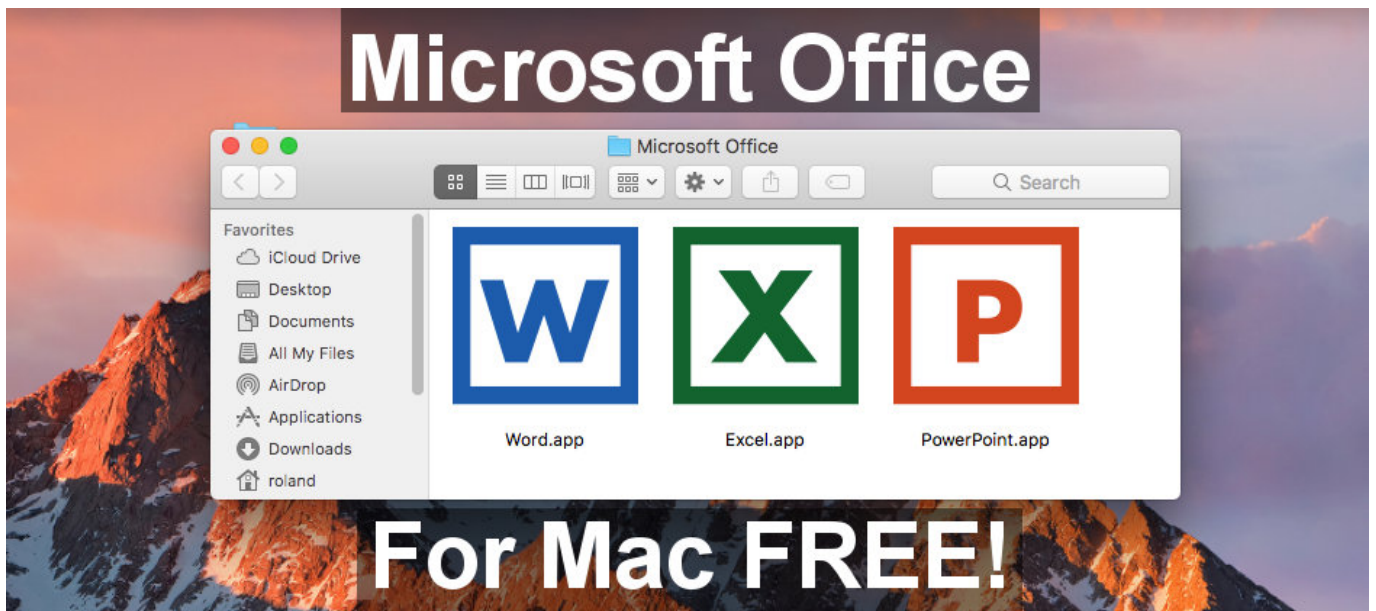 Microsoft Office
Microsoft Office
Search
Favorites
iCloud Drive
Desktop
Documents
All My Files
AirDrop
Applications
Downloads
roland
W X P
Word.app Excel.app PowerPoint.app
For Mac FREE!